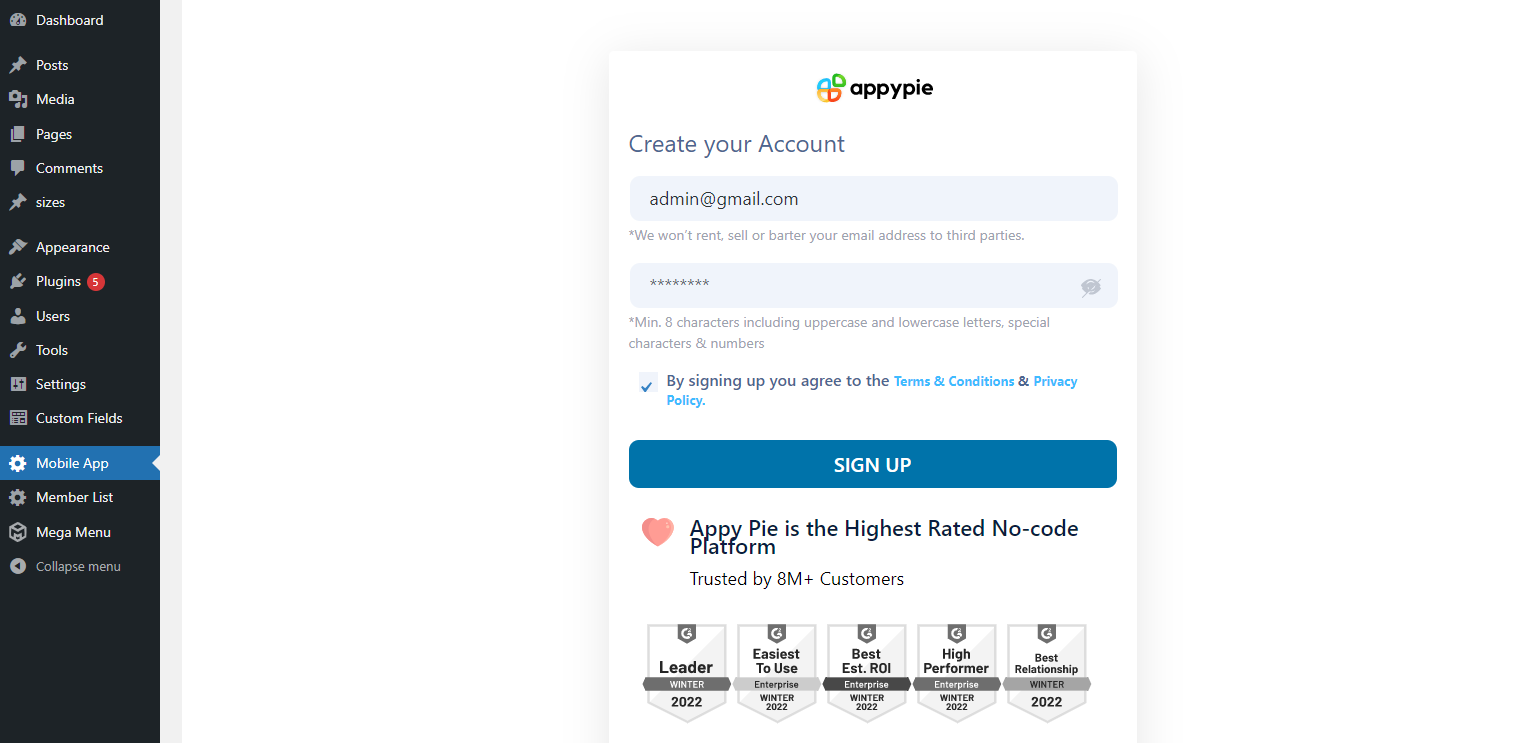 Dashboard
Posts
Media
Pages
Comments
sizes
Appearance
Plugins 5
Users
Tools
Settings
Custom Fields
Mobile App
Member List
Mega Menu
Collapse menu
appypie
Create your Account
admin@gmail.com
*We won't rent, sell or barter your email address to third parties.
********
*Min. 8 characters including uppercase and lowercase letters, special
characters & numbers
By signing up you agree to the Terms & Conditions & Privacy
Policy.
SIGN UP
Appy Pie is the Highest Rated No-code
Platform
Trusted by 8M+ Customers
G2
Leader
WINTER
2022
G2
Easiest
To Use
Enterprise
WINTER
2022
G2
Best
Est. ROI
Enterprise
WINTER
2022
G2
High
Performer
Enterprise
WINTER
2022
G2
Best
Relationship
WINTER
2022